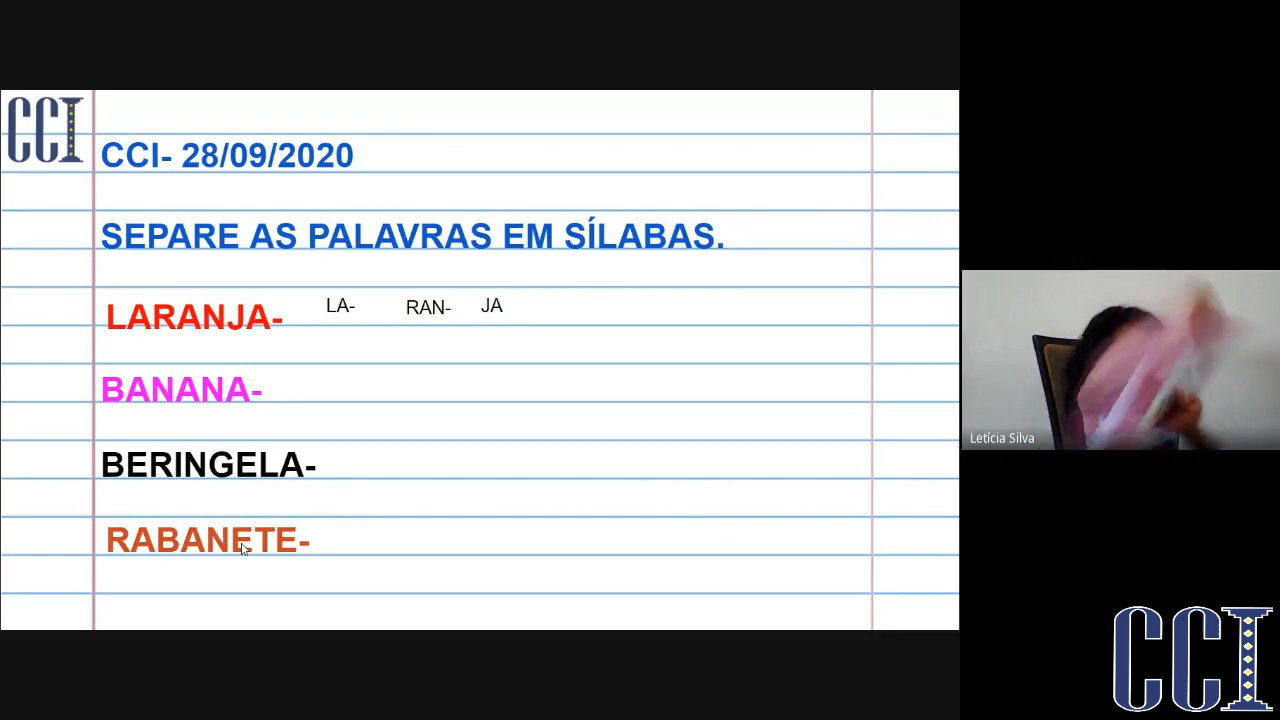 CCI
CCI- 28/09/2020
SEPARE AS PALAVRAS EM SÍLABAS.
LARANJA- LA- RAN- JA
BANANA-
BERINGELA-
RABANETE-
Letícia Silva
CCI